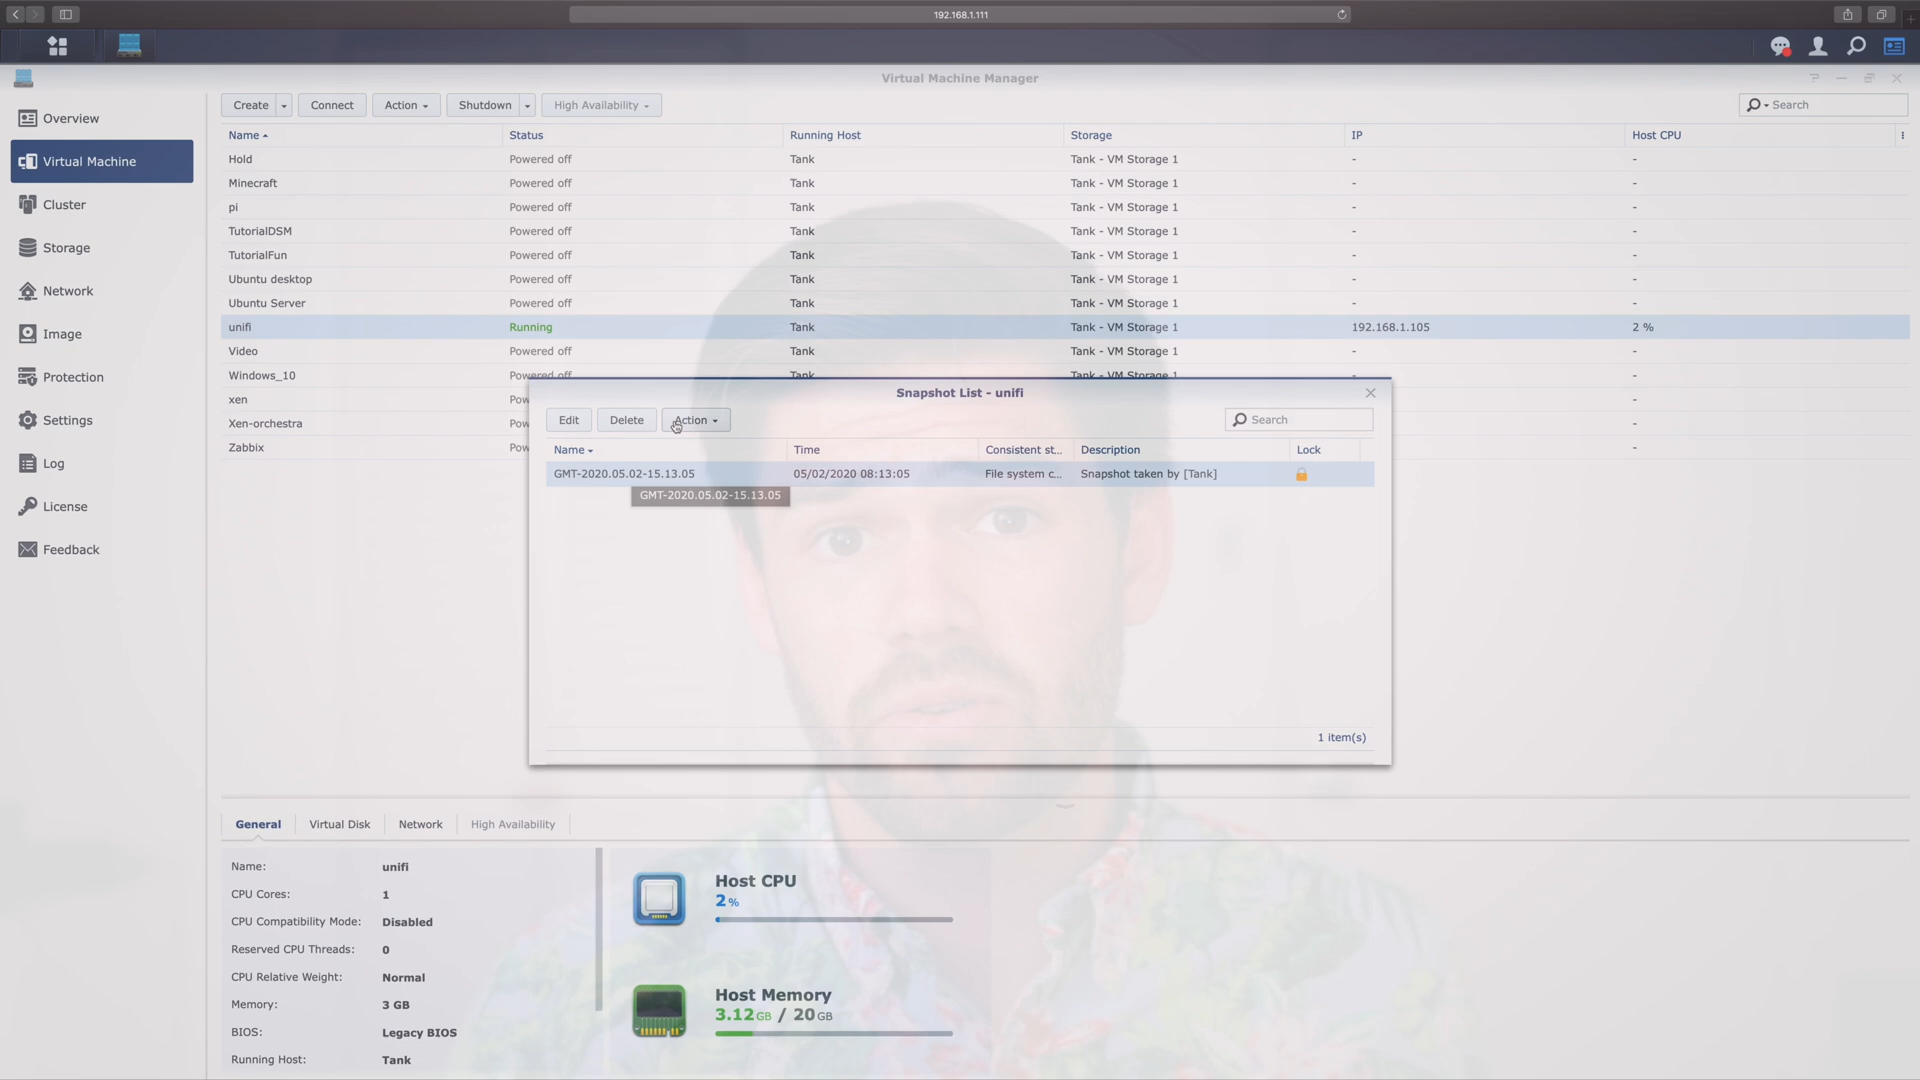 192.168.1.111
Virtual Machine Manager
Overview
Virtual Machine
Cluster
Storage
Network
Image
Protection
Settings
Log
License
Feedback
Create Connect Action Shutdown High Availability Search
Name Status Running Host Storage IP Host CPU
Hold Powered off Tank Tank - VM Storage 1 - -
Minecraft Powered off Tank Tank - VM Storage 1 - -
pi Powered off Tank Tank - VM Storage 1 - -
TutorialDSM Powered off Tank Tank - VM Storage 1 - -
TutorialFun Powered off Tank Tank - VM Storage 1 - -
Ubuntu desktop Powered off Tank Tank - VM Storage 1 - -
Ubuntu Server Powered off Tank Tank - VM Storage 1 - -
unifi Running Tank Tank - VM Storage 1 192.168.1.105 2 %
Video Powered off Tank Tank - VM Storage 1 - -
Windows_10 Powered off Tank Tank - VM Storage 1 - -
xen Pow
Xen-orchestra Pow
Zabbix Pow
Snapshot List - unifi
Edit Delete Action Search
Name Time Consistent st... Description Lock
GMT-2020.05.02-15.13.05 05/02/2020 08:13:05 File system c... Snapshot taken by [Tank]
GMT-2020.05.02-15.13.05
1 item(s)
General Virtual Disk Network High Availability
Name: unifi
CPU Cores: 1
CPU Compatibility Mode: Disabled
Reserved CPU Threads: 0
CPU Relative Weight: Normal
Memory: 3 GB
BIOS: Legacy BIOS
Running Host: Tank
Host CPU
2 %
Host Memory
3.12 GB / 20 GB